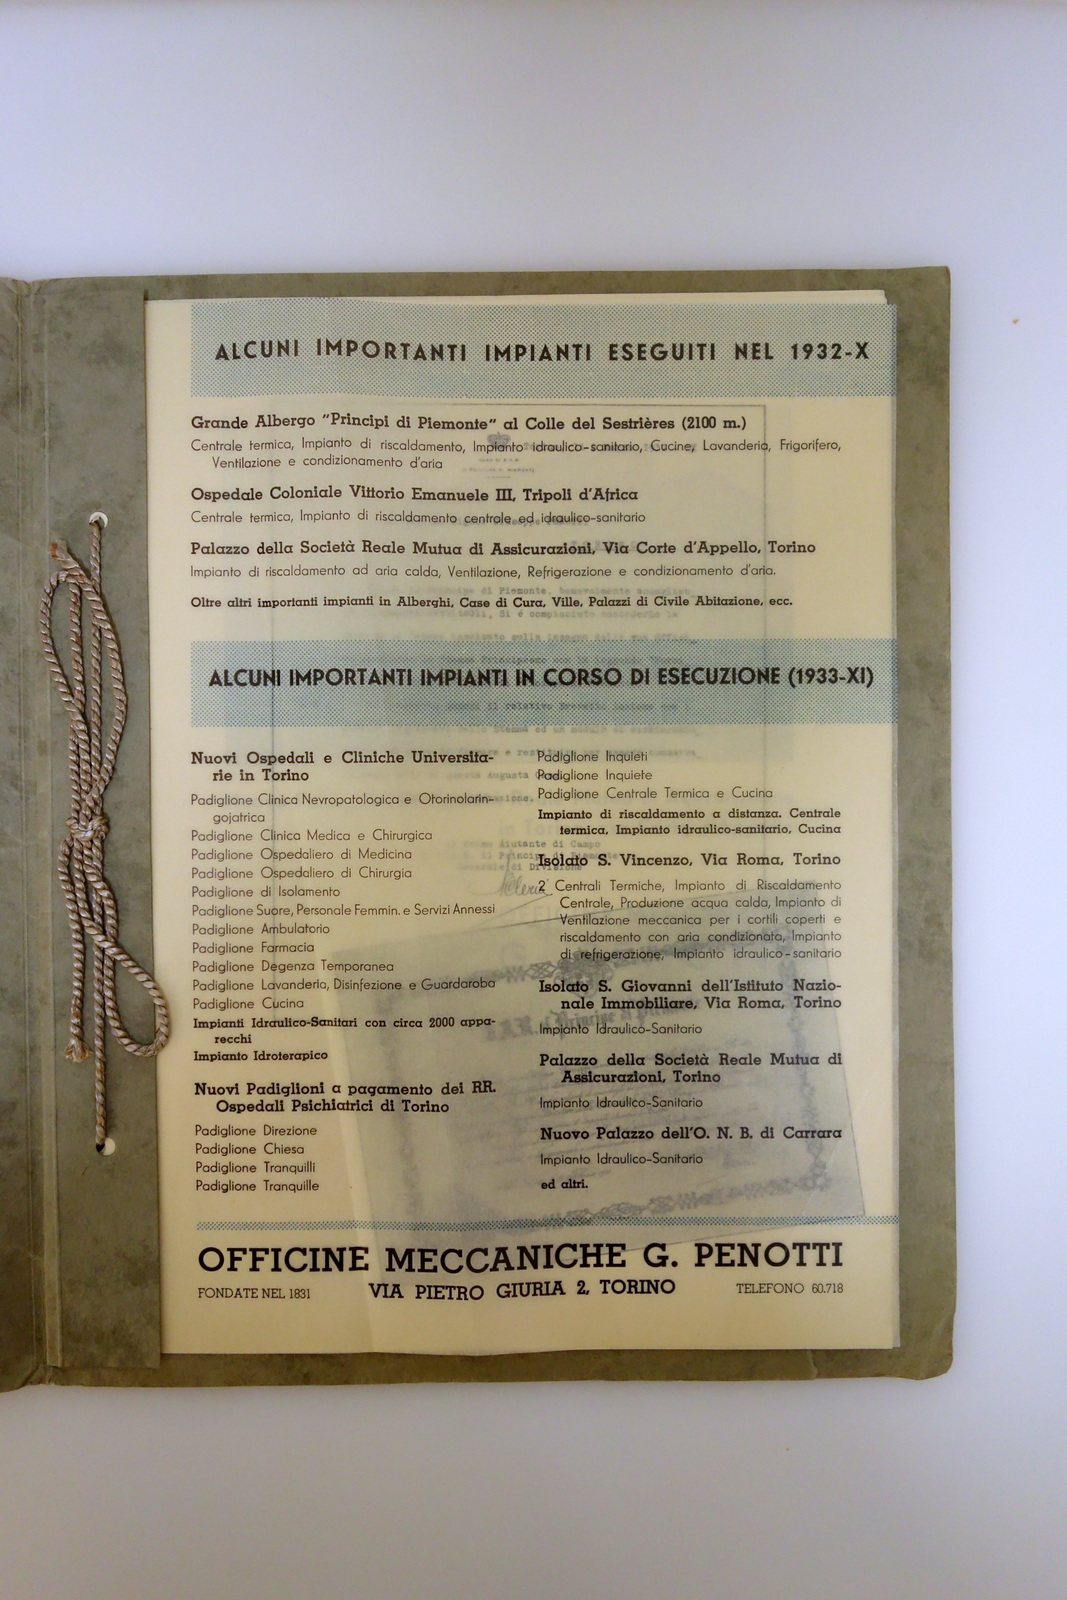 ALCUNI IMPORTANTI IMPIANTI ESEGUITI NEL 1932-X
Grande Albergo "Principi di Piemonte" al Colle del Sestrières (2100 m.)
Centrale termica, Impianto di riscaldamento, Impianto idraulico-sanitario, Cucine, Lavanderia, Frigorifero,
Ventilazione e condizionamento d'aria
Ospedale Coloniale Vittorio Emanuele III, Tripoli d'Africa
Centrale termica, Impianto di riscaldamento centrale ed idraulico-sanitario
Palazzo della Società Reale Mutua di Assicurazioni, Via Corte d'Appello, Torino
Impianto di riscaldamento ad aria calda, Ventilazione, Refrigerazione e condizionamento d'aria.
Oltre altri importanti impianti in Alberghi, Case di Cura, Ville, Palazzi di Civile Abitazione, ecc.
ALCUNI IMPORTANTI IMPIANTI IN CORSO DI ESECUZIONE (1933-XI)
Nuovi Ospedali e Cliniche Universita-
rie in Torino
Padiglione Clinica Nevropatologica e Otorinolarin-
gojatrica
Padiglione Clinica Medica e Chirurgica
Padiglione Ospedaliero di Medicina
Padiglione Ospedaliero di Chirurgia
Padiglione di Isolamento
Padiglione Suore, Personale Femmin. e Servizi Annessi
Padiglione Ambulatorio
Padiglione Farmacia
Padiglione Degenza Temporanea
Padiglione Lavanderia, Disinfezione e Guardaroba
Padiglione Cucina
Impianti Idraulico-Sanitari con circa 2000 appa-
recchi
Impianto Idroterapico
Nuovi Padiglioni a pagamento dei RR.
Ospedali Psichiatrici di Torino
Padiglione Direzione
Padiglione Chiesa
Padiglione Tranquilli
Padiglione Tranquille
Padiglione Inquieti
Padiglione Inquiete
Padiglione Centrale Termica e Cucina
Impianto di riscaldamento a distanza. Centrale
termica, Impianto idraulico-sanitario, Cucina
Isolato S. Vincenzo, Via Roma, Torino
2 Centrali Termiche, Impianto di Riscaldamento
Centrale, Produzione acqua calda, Impianto di
Ventilazione meccanica per i cortili coperti e
riscaldamento con aria condizionata, Impianto
di refrigerazione, Impianto idraulico-sanitario
Isolato S. Giovanni dell'Istituto Nazio-
nale Immobiliare, Via Roma, Torino
Impianto Idraulico-Sanitario
Palazzo della Società Reale Mutua di
Assicurazioni, Torino
Impianto Idraulico-Sanitario
Nuovo Palazzo dell'O. N. B. di Carrara
Impianto Idraulico-Sanitario
ed altri.
OFFICINE MECCANICHE G. PENOTTI
FONDATE NEL 1831 VIA PIETRO GIURIA 2, TORINO TELEFONO 60.718